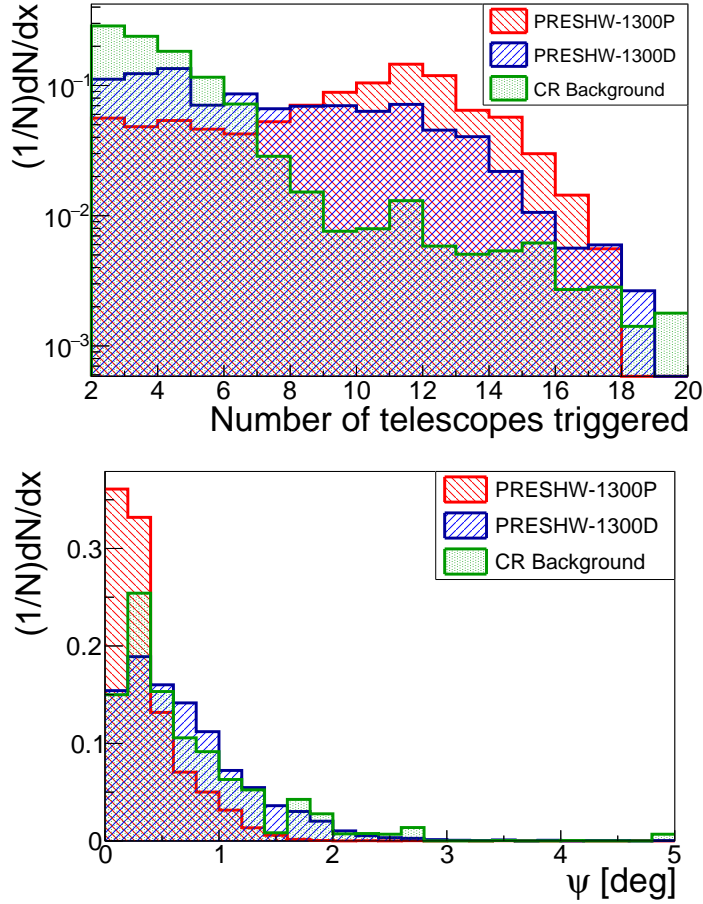 (1/N)dN/dx
10⁻¹
10⁻²
10⁻³
PRESHW-1300P
PRESHW-1300D
CR Background
2 4 6 8 10 12 14 16 18 20
Number of telescopes triggered
(1/N)dN/dx
0.3
0.2
0.1
0
PRESHW-1300P
PRESHW-1300D
CR Background
0 1 2 3 4 5
ψ [deg]